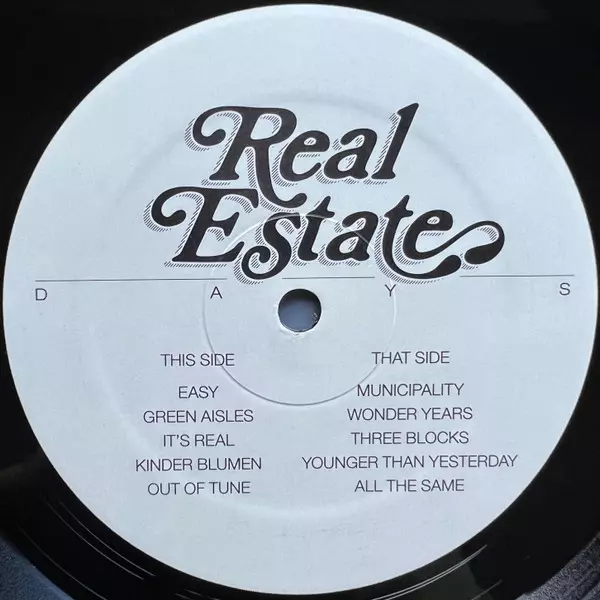 Real
Estate
D A Y S
THIS SIDE
EASY
GREEN AISLES
IT'S REAL
KINDER BLUMEN
OUT OF TUNE
THAT SIDE
MUNICIPALITY
WONDER YEARS
THREE BLOCKS
YOUNGER THAN YESTERDAY
ALL THE SAME